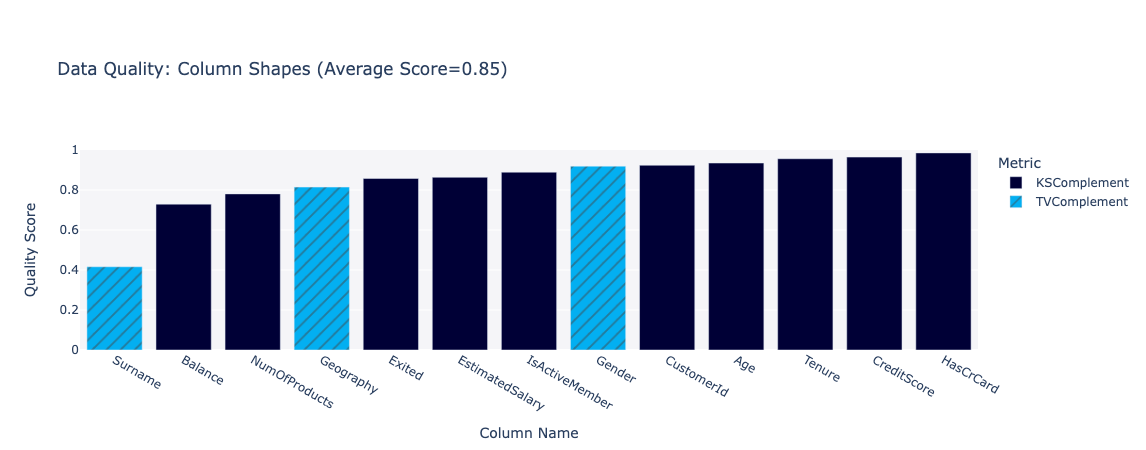 Data Quality: Column Shapes (Average Score=0.85)
Metric
KSComplement
TVComplement
Quality Score
1
0.8
0.6
0.4
0.2
0
Surname
Balance
NumOfProducts
Geography
Exited
EstimatedSalary
IsActiveMember
Gender
CustomerId
Age
Tenure
CreditScore
HasCrCard
Column Name